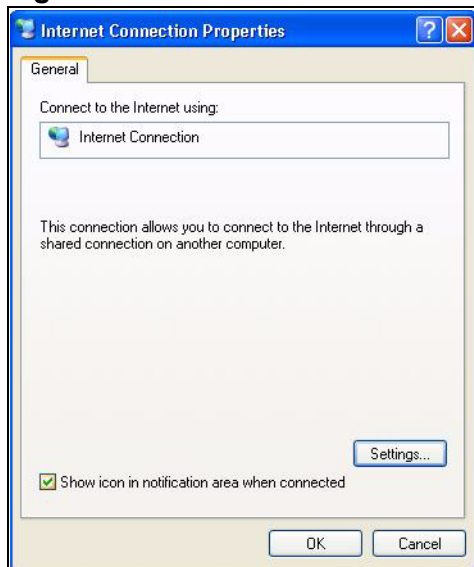 Internet Connection Properties
General
Connect to the Internet using:
Internet Connection
This connection allows you to connect to the Internet through a
shared connection on another computer.
Settings...
Show icon in notification area when connected
OK
Cancel